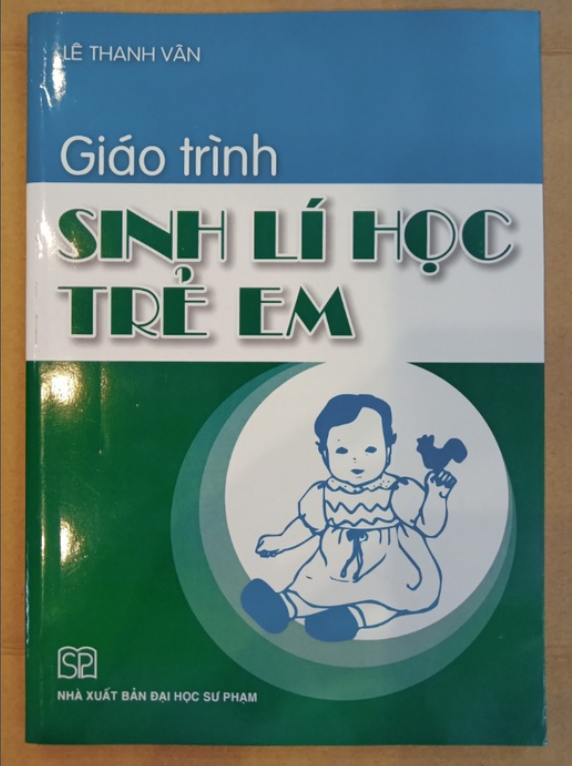 LÊ THANH VÂN
Giáo trình
SINH LÍ HỌC
TRẺ EM
SP
NHÀ XUẤT BẢN ĐẠI HỌC SƯ PHẠM